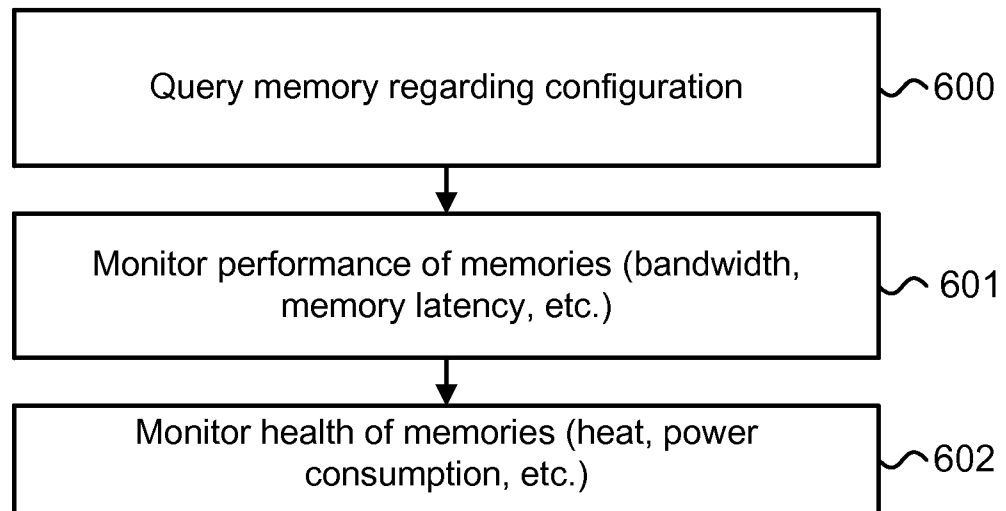 Query memory regarding configuration
600
Monitor performance of memories (bandwidth,
memory latency, etc.)
601
Monitor health of memories (heat, power
consumption, etc.)
602